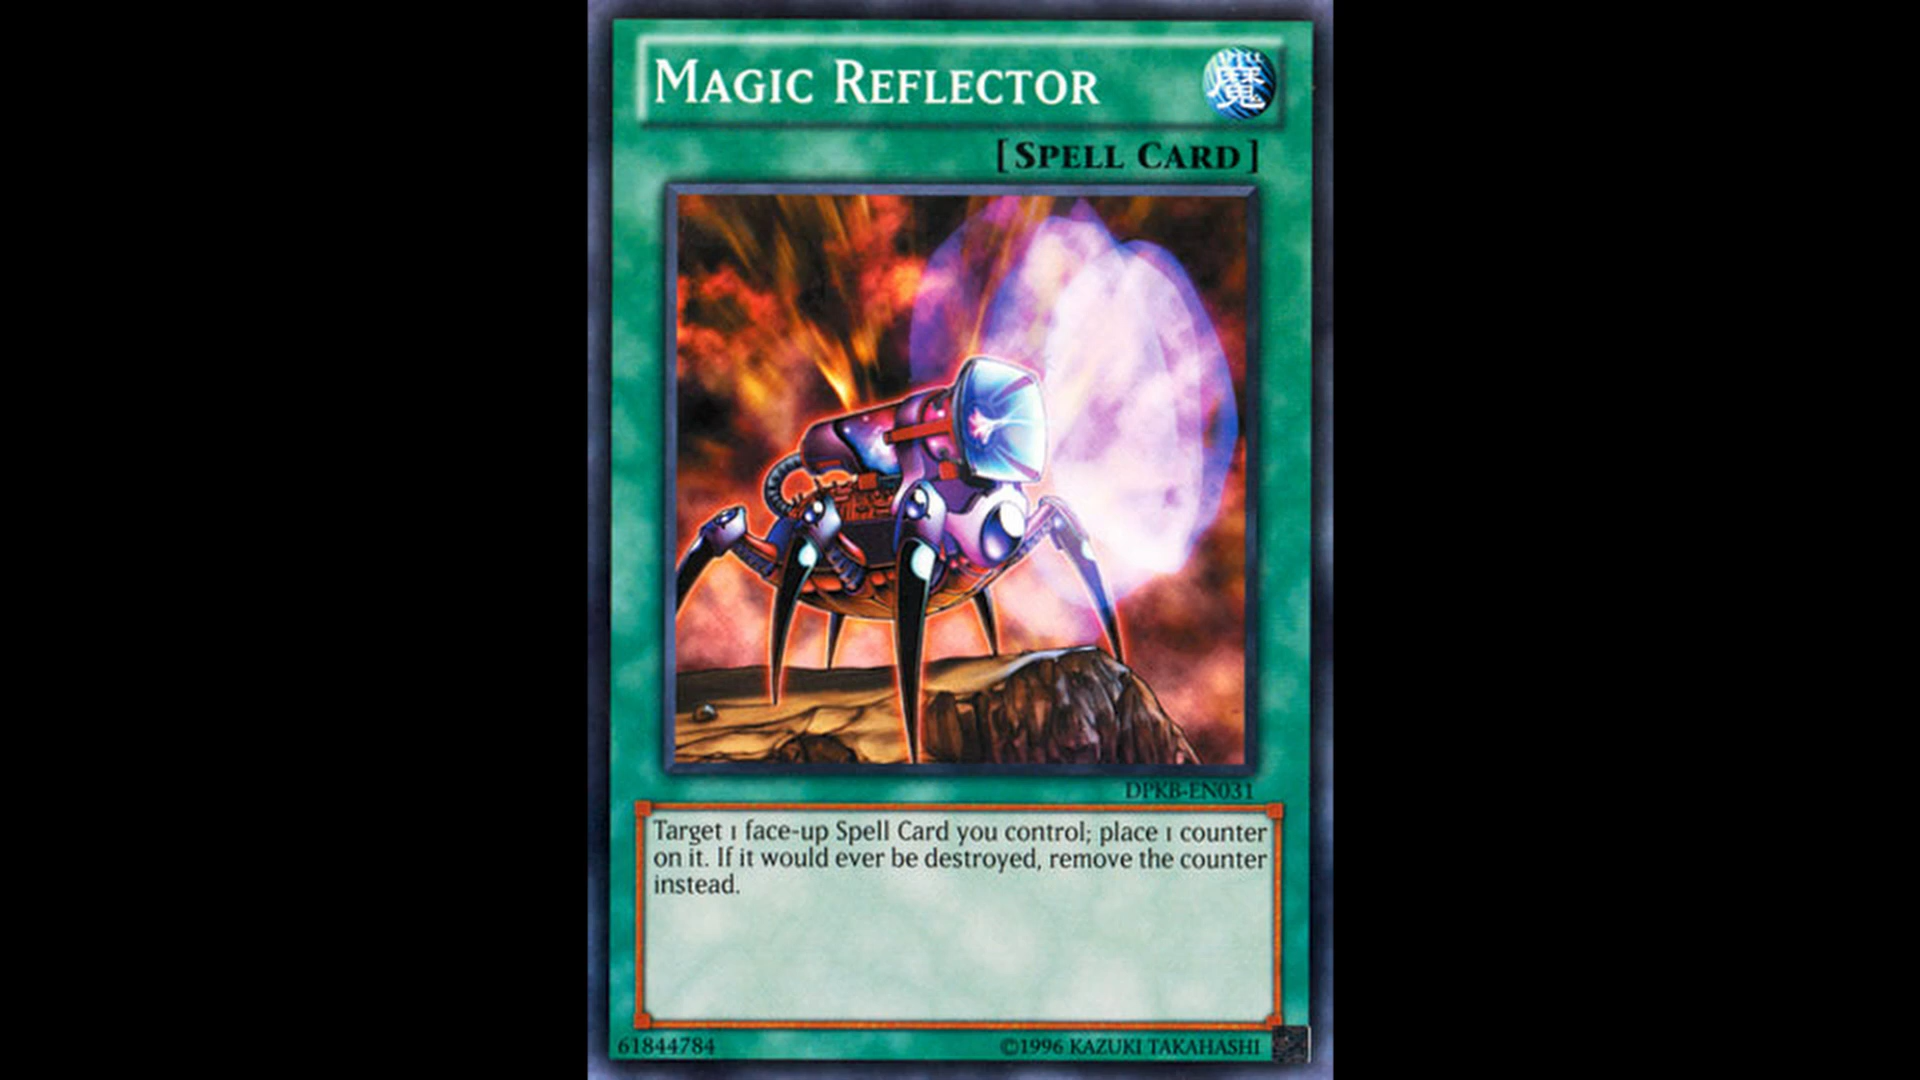 MAGIC REFLECTOR
魔
[SPELL CARD]
DPKB-EN031
Target 1 face-up Spell Card you control; place 1 counter
on it. If it would ever be destroyed, remove the counter
instead.
61844784
©1996 KAZUKI TAKAHASHI